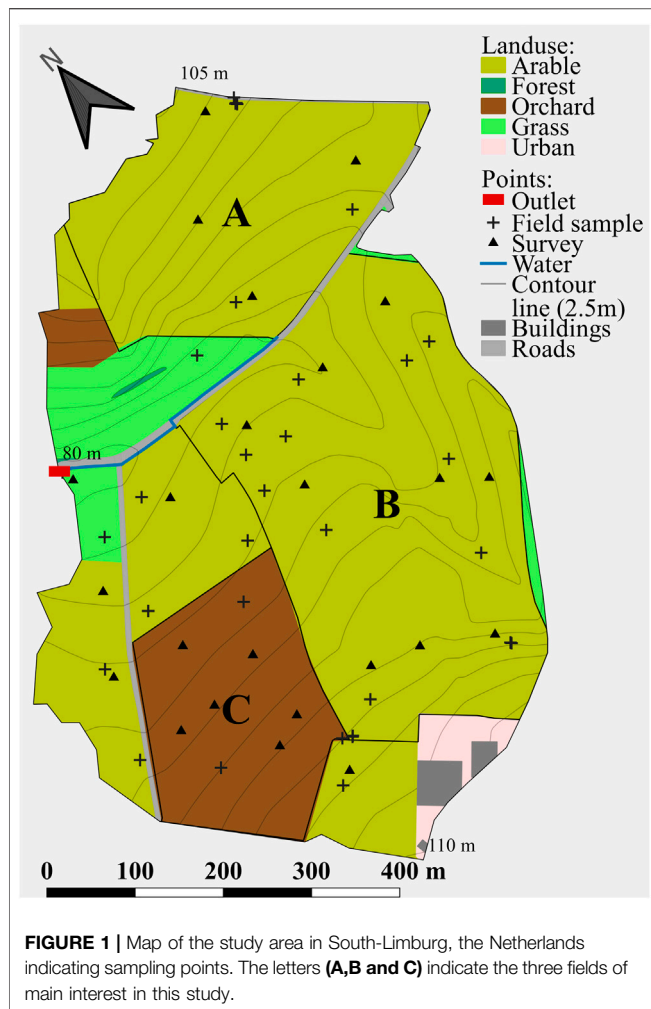 N
105 m
Landuse:
Arable
Forest
Orchard
Grass
Urban
Points:
Outlet
Field sample
Survey
Water
Contour
line (2.5m)
Buildings
Roads
A
80 m
B
C
110 m
0 100 200 300 400 m
FIGURE 1 | Map of the study area in South-Limburg, the Netherlands
indicating sampling points. The letters (A,B and C) indicate the three fields of
main interest in this study.